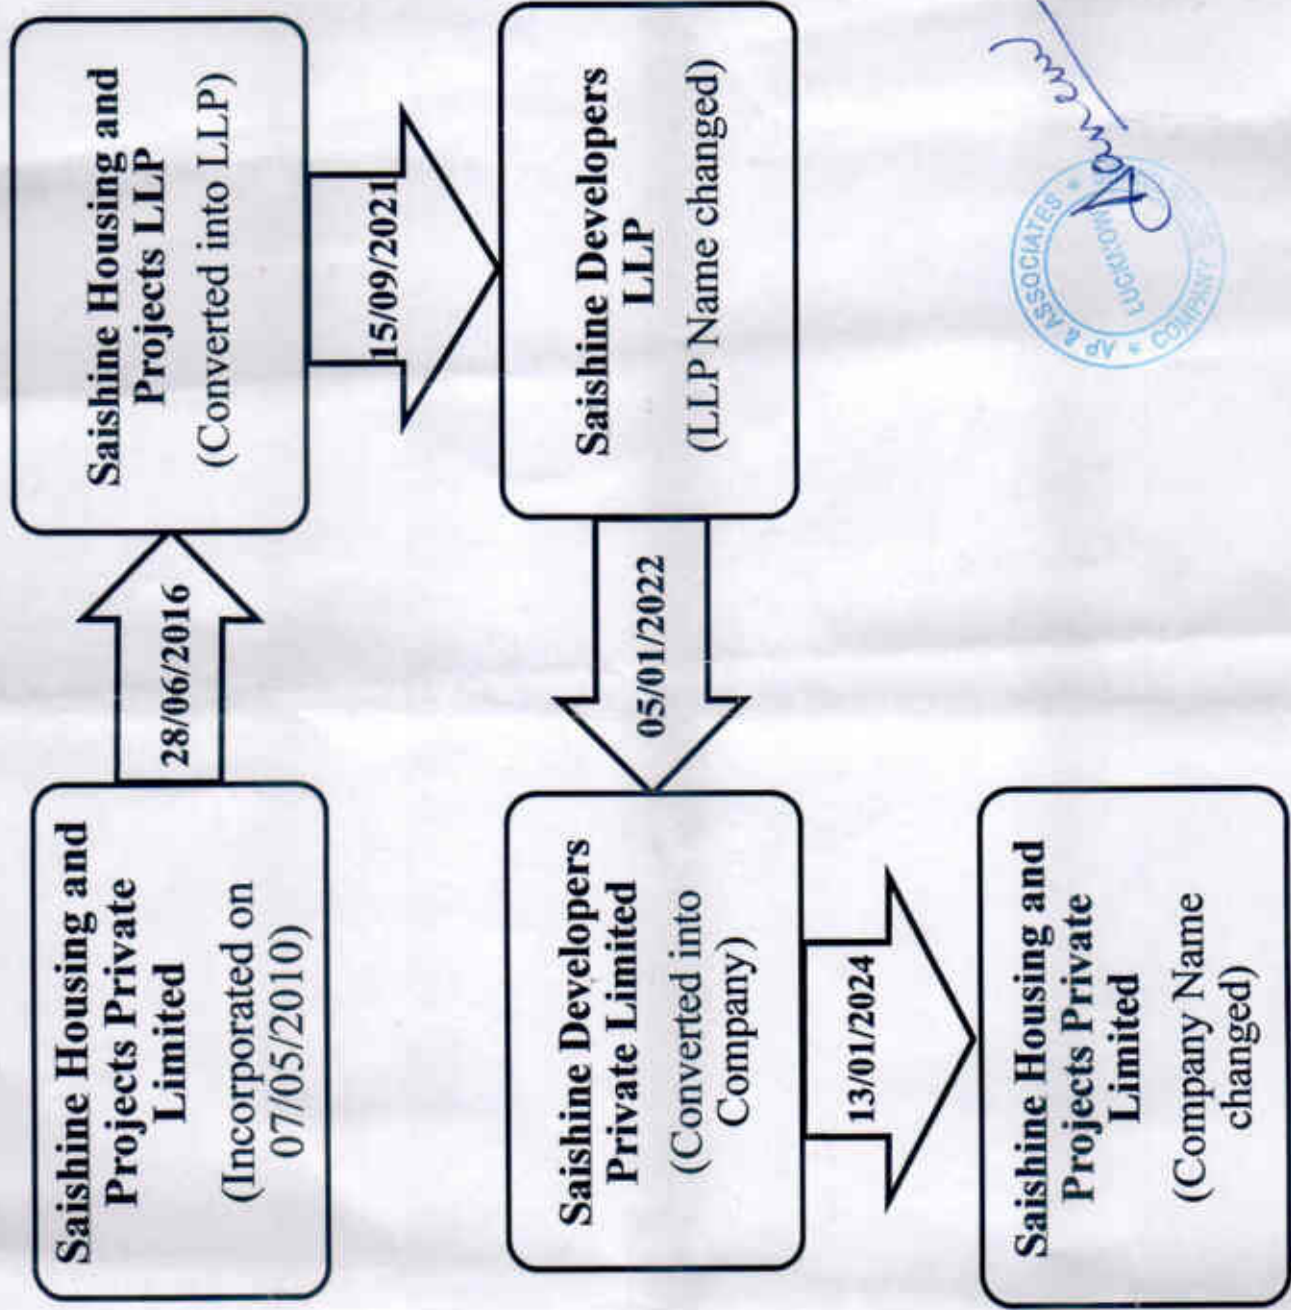 Saishine Housing and
Projects Private
Limited
(Incorporated on
07/05/2010)
28/06/2016
Saishine Housing and
Projects LLP
(Converted into LLP)
15/09/2021
Saishine Developers
LLP
(LLP Name changed)
05/01/2022
Saishine Developers
Private Limited
(Converted into
Company)
13/01/2024
Saishine Housing and
Projects Private
Limited
(Company Name
changed)
AP & ASSOCIATES
LUCKNOW
COMPANY